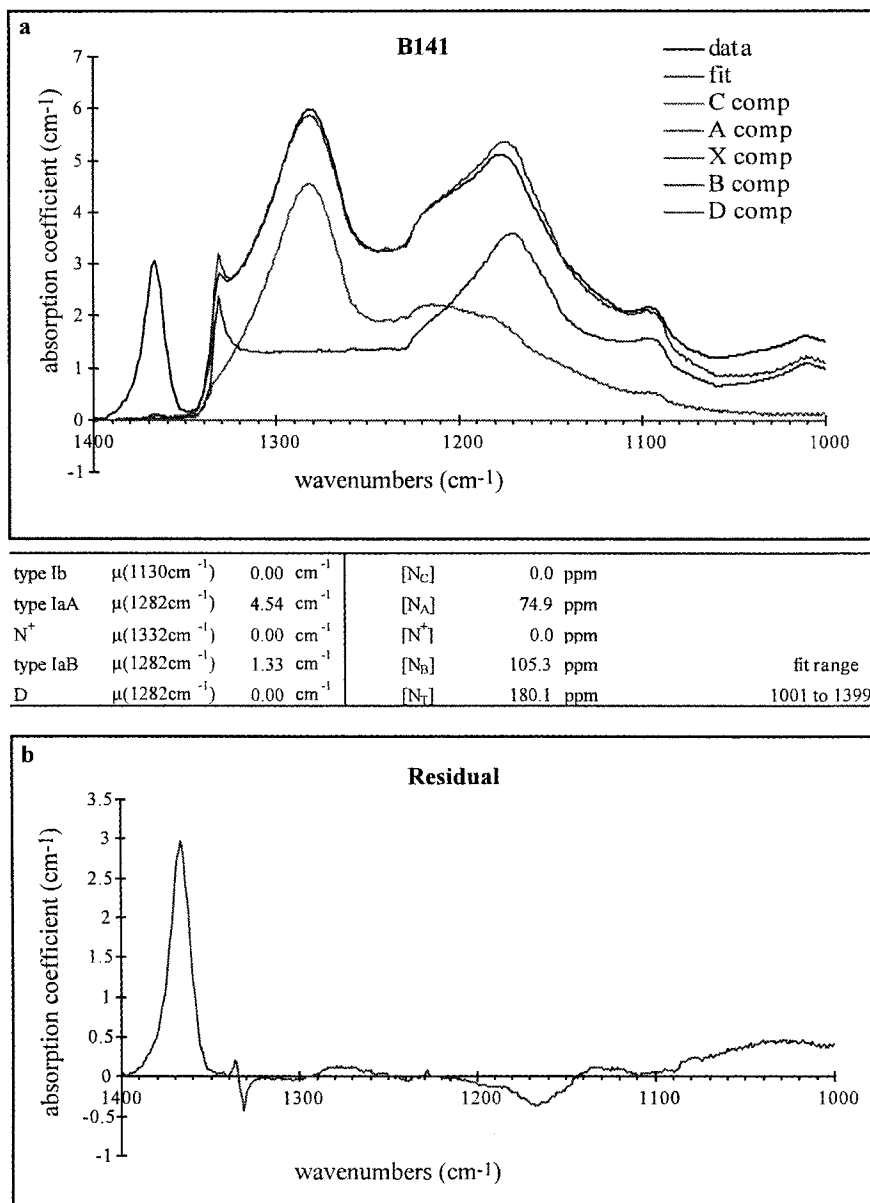 a
B141
absorption coefficient (cm-1)
7
6
5
4
3
2
1
0
-1
1400
1300
1200
1100
1000
wavenumbers (cm-1)
data
fit
C comp
A comp
X comp
B comp
D comp
type Ib μ(1130cm-1) 0.00 cm-1 [NC] 0.0 ppm
type IaA μ(1282cm-1) 4.54 cm-1 [NA] 74.9 ppm
N+ μ(1332cm-1) 0.00 cm-1 [N+] 0.0 ppm
type IaB μ(1282cm-1) 1.33 cm-1 [NB] 105.3 ppm fit range
D μ(1282cm-1) 0.00 cm-1 [NT] 180.1 ppm 1001 to 1399
b
Residual
absorption coefficient (cm-1)
3.5
3
2.5
2
1.5
1
0.5
0
-0.5
-1
1400
1300
1200
1100
1000
wavenumbers (cm-1)